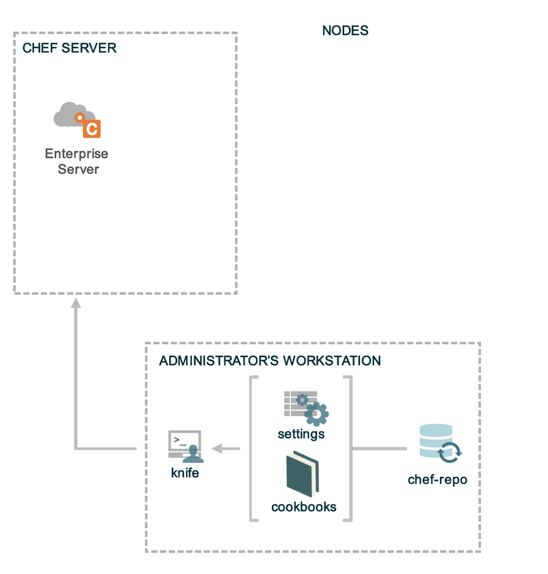 NODES
CHEF SERVER
C
Enterprise
Server
ADMINISTRATOR'S WORKSTATION
>_
settings
knife
chef-repo
cookbooks